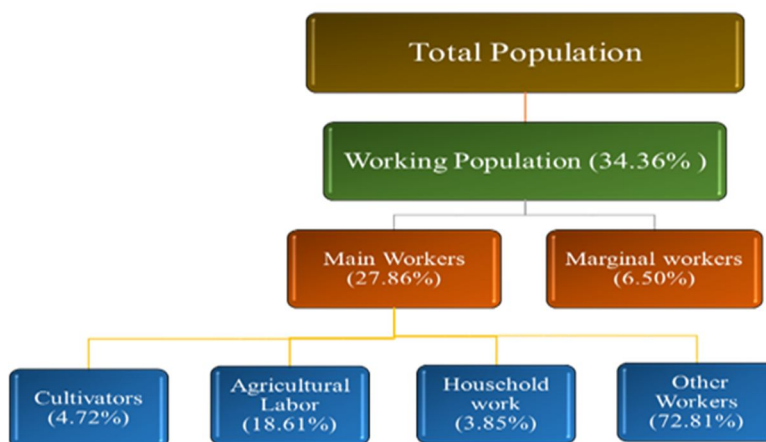 Total Population
Working Population (34.36% )
Main Workers
(27.86%)
Marginal workers
(6.50%)
Cultivators
(4.72%)
Agricultural
Labor
(18.61%)
Household
work
(3.85%)
Other
Workers
(72.81%)